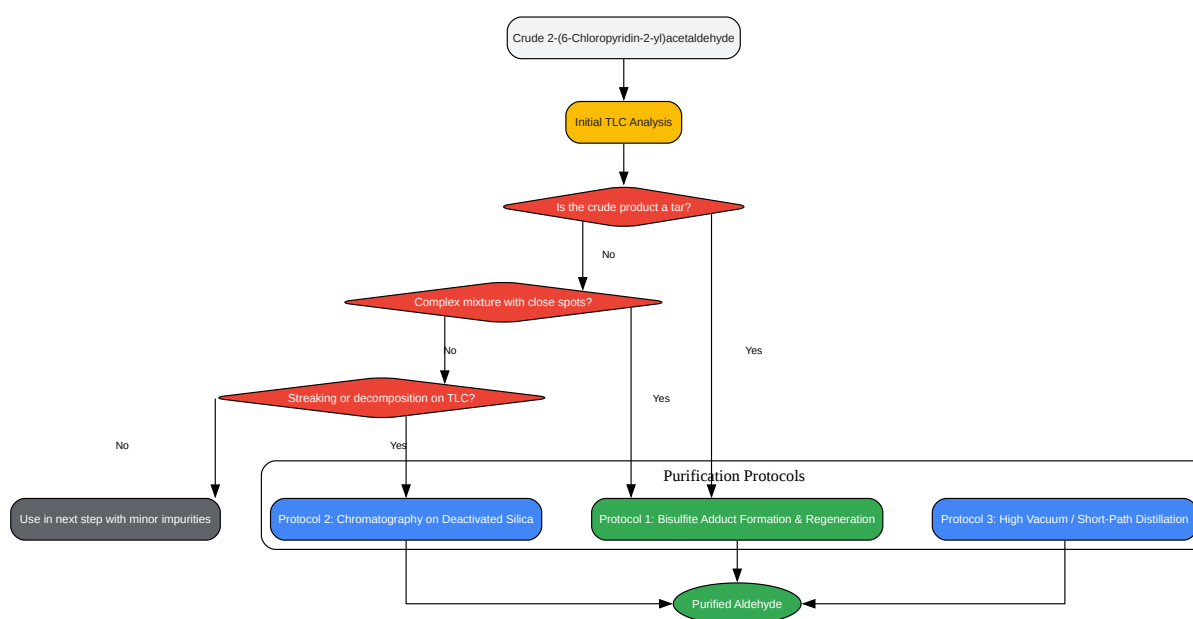 Crude 2-(6-Chloropyridin-2-yl)acetaldehyde
Initial TLC Analysis
Is the crude product a tar?
No
Complex mixture with close spots?
No
Yes
Streaking or decomposition on TLC?
Yes
No
Yes
Purification Protocols
Use in next step with minor impurities
Protocol 2: Chromatography on Deactivated Silica
Protocol 1: Bisulfite Adduct Formation & Regeneration
Protocol 3: High Vacuum / Short-Path Distillation
Purified Aldehyde